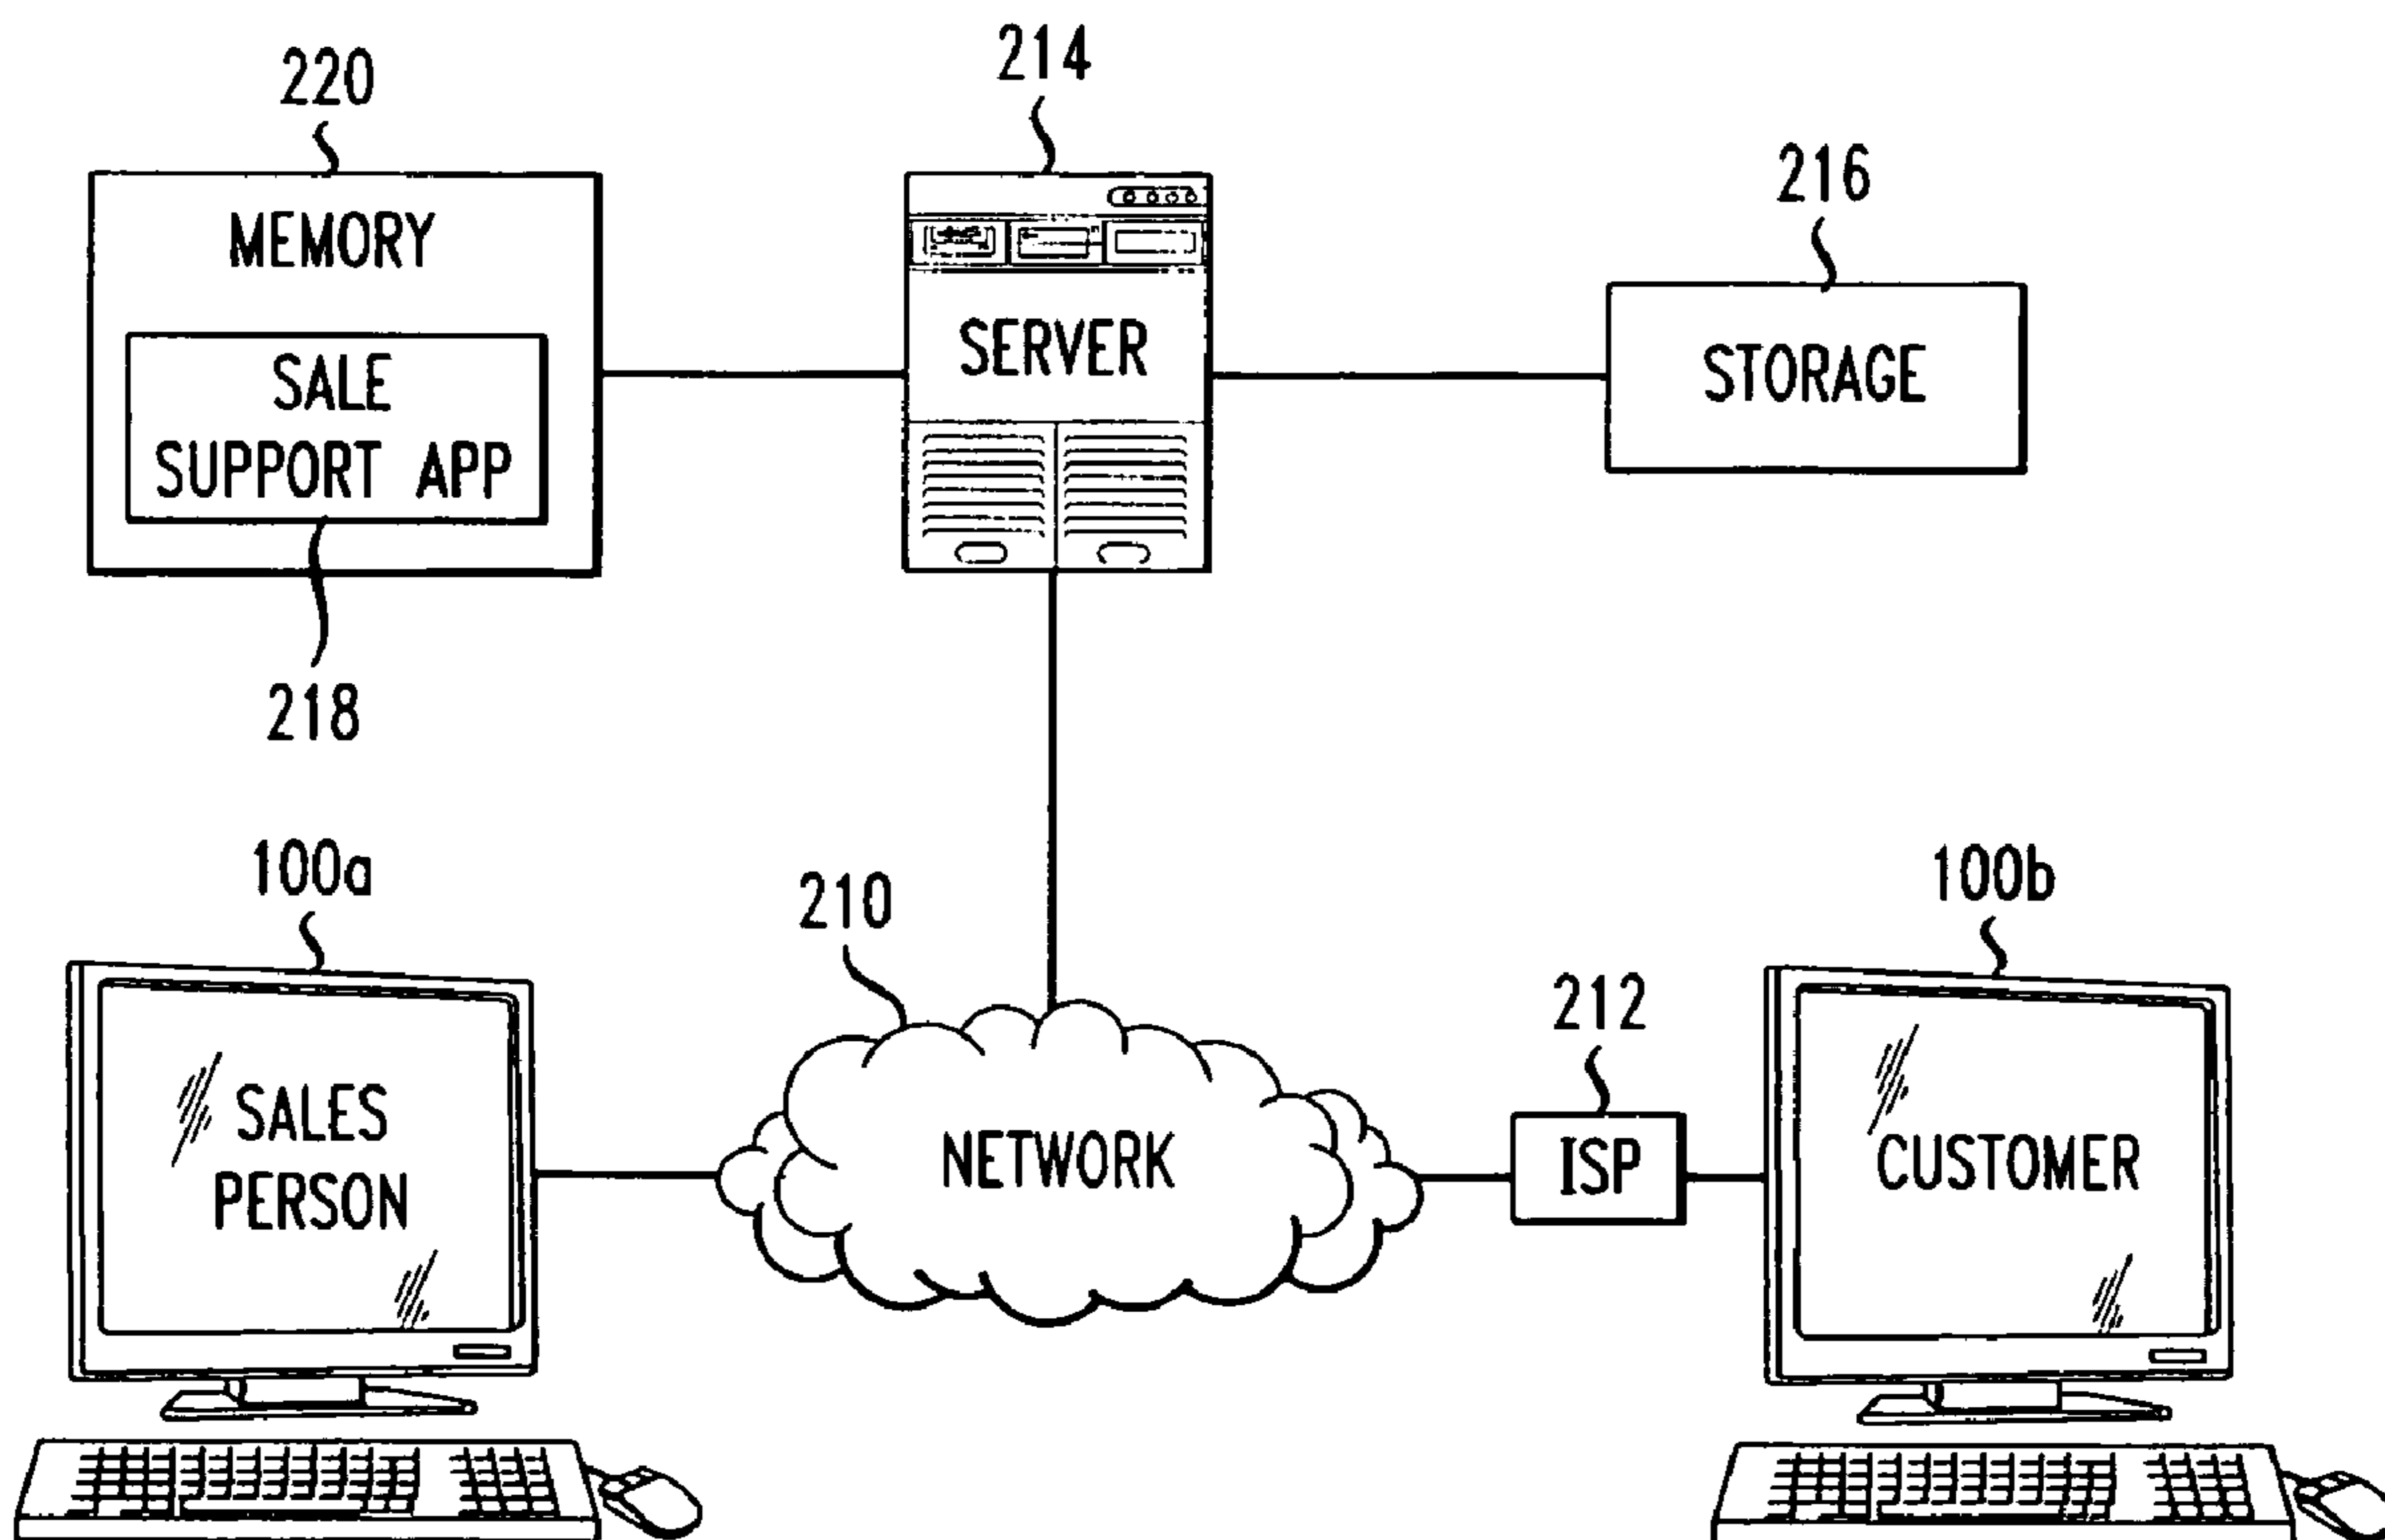 220
214
216
MEMORY
SERVER
STORAGE
SALE
SUPPORT APP
218
100a
210
212
100b
SALES
PERSON
NETWORK
ISP
CUSTOMER